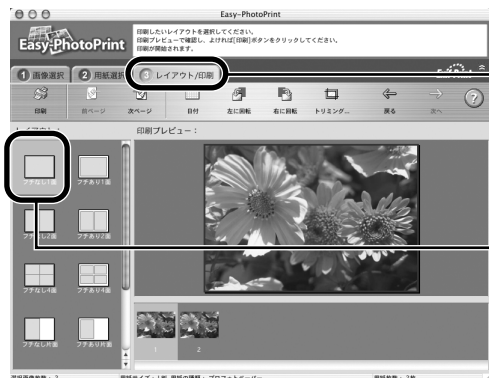 Easy-PhotoPrint
Easy-PhotoPrint
印刷したいレイアウトを選択してください。
印刷プレビューで確認し、よければ[印刷]ボタンをクリックしてください。
印刷が開始されます。
1 画像選択
2 用紙選択
3 レイアウト/印刷
印刷
前ページ
次ページ
日付
左に回転
右に回転
トリミング...
戻る
次へ
?
印刷プレビュー：
フチなし1面
フチあり1面
フチなし2面
フチあり2面
フチなし4面
フチあり4面
フチなし片面
フチあり片面
1
2